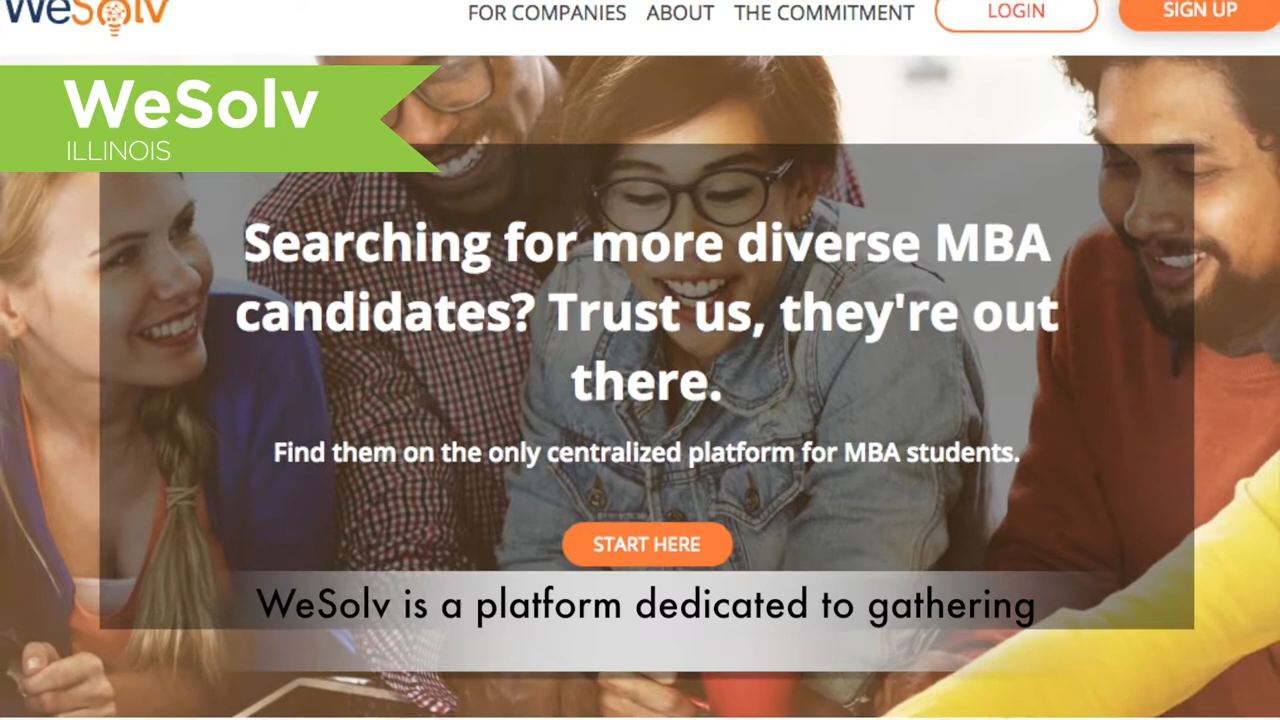 WeSolv
FOR COMPANIES ABOUT THE COMMITMENT LOGIN SIGN UP
WeSolv
ILLINOIS
Searching for more diverse MBA
candidates? Trust us, they're out
there.
Find them on the only centralized platform for MBA students.
START HERE
WeSolv is a platform dedicated to gathering